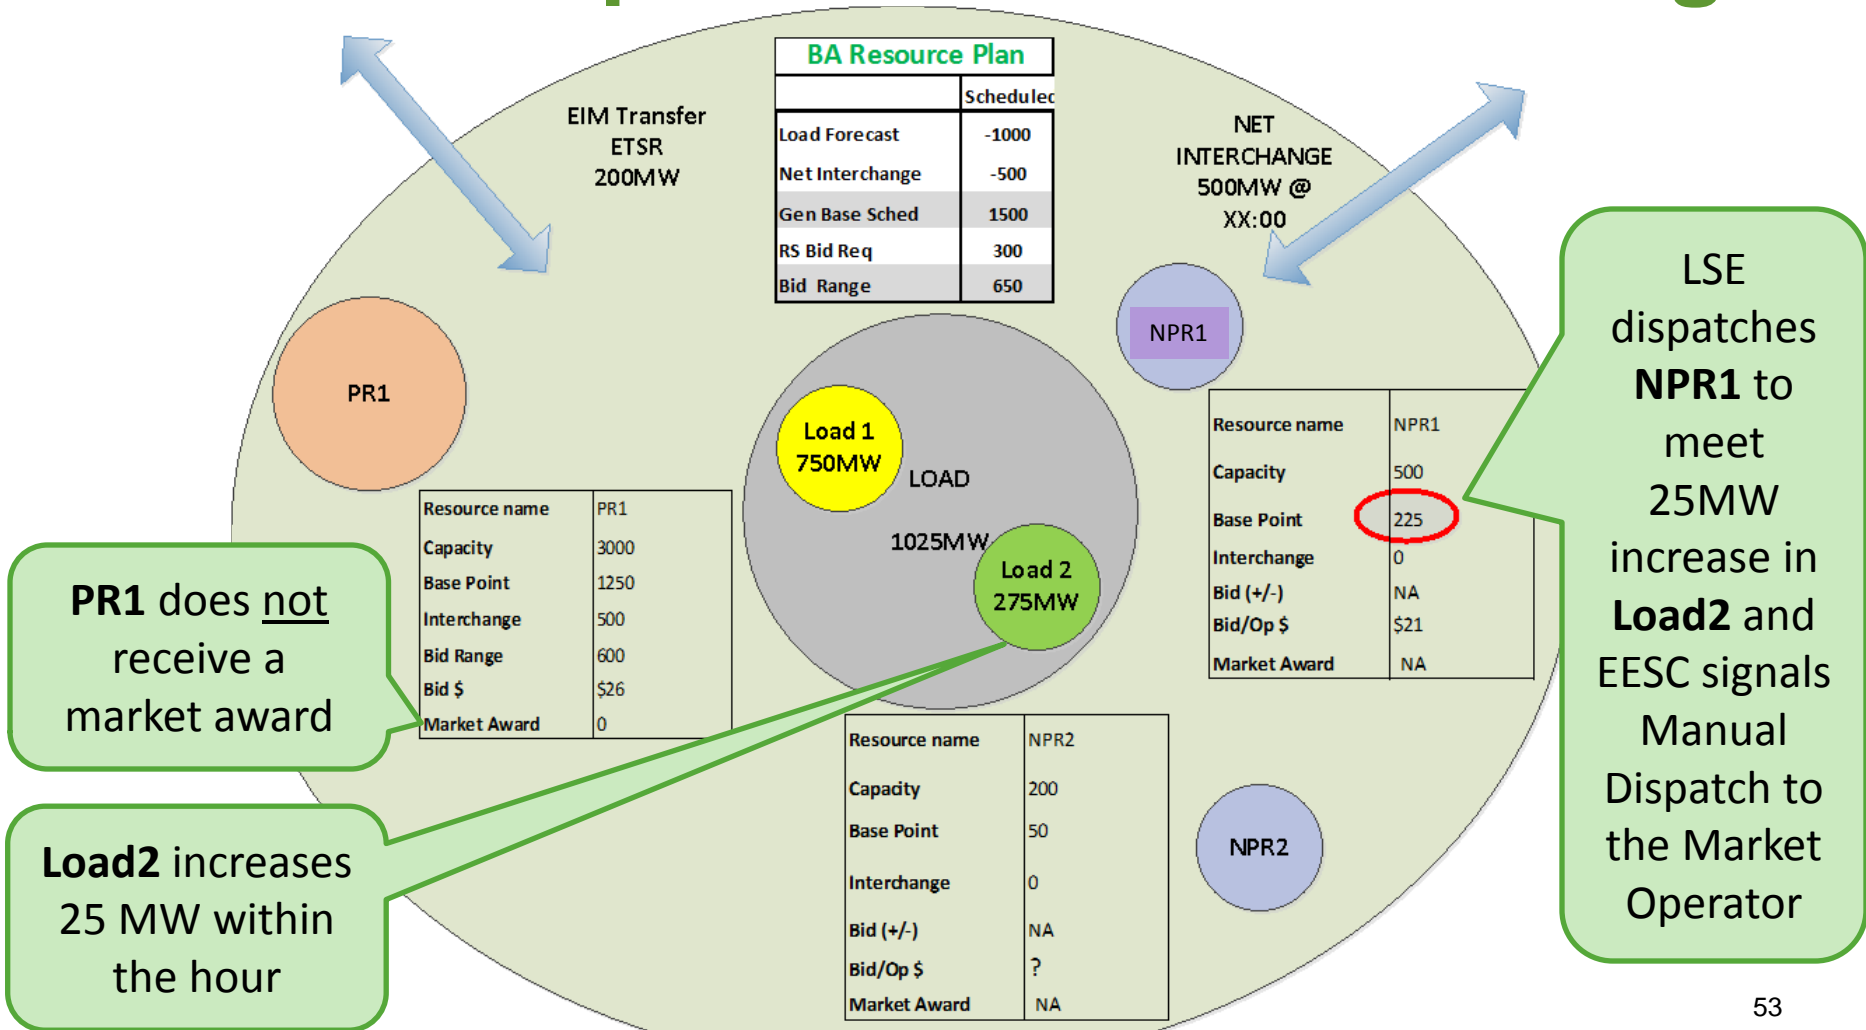 BA Resource Plan
Scheduled
Load Forecast -1000
Net Interchange -500
Gen Base Sched 1500
RS Bid Req 300
Bid Range 650
EIM Transfer
ETSR
200MW
NET
INTERCHANGE
500MW @
XX:00
PR1
NPR1
Load 1
750MW
LOAD
1025MW
Load 2
275MW
Resource name PR1
Capacity 3000
Base Point 1250
Interchange 500
Bid Range 600
Bid $ $26
Market Award 0
Resource name NPR1
Capacity 500
Base Point 225
Interchange 0
Bid (+/-) NA
Bid/Op $ $21
Market Award NA
Resource name NPR2
Capacity 200
Base Point 50
Interchange 0
Bid (+/-) NA
Bid/Op $ ?
Market Award NA
NPR2
PR1 does not
receive a
market award
Load2 increases
25 MW within
the hour
LSE
dispatches
NPR1 to
meet
25MW
increase in
Load2 and
EESC signals
Manual
Dispatch to
the Market
Operator
53